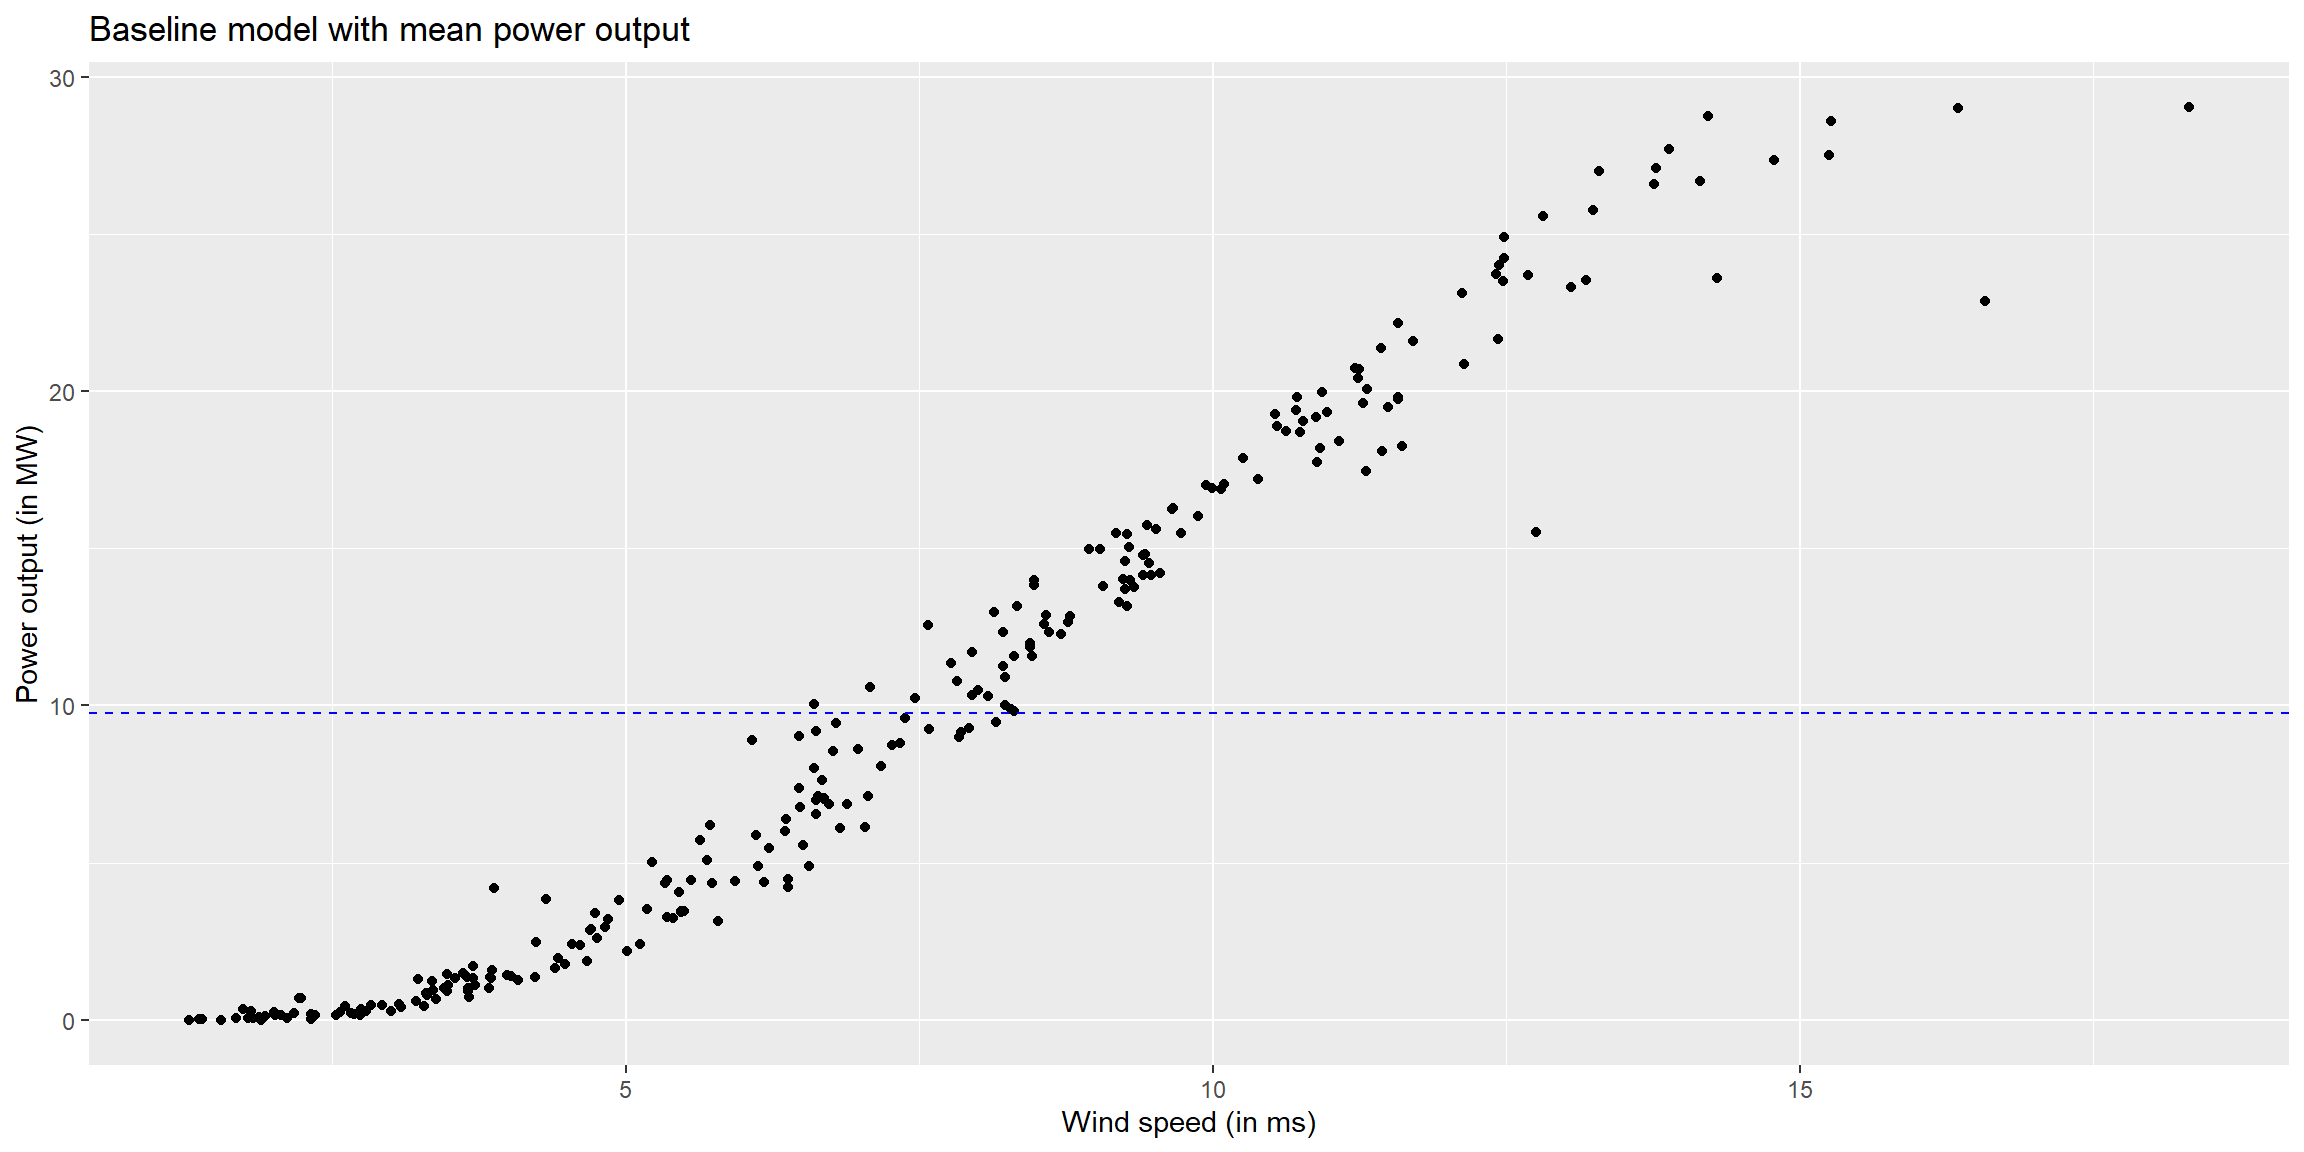 Baseline model with mean power output
30
20
10
0
Power output (in MW)
5 10 15
Wind speed (in ms)